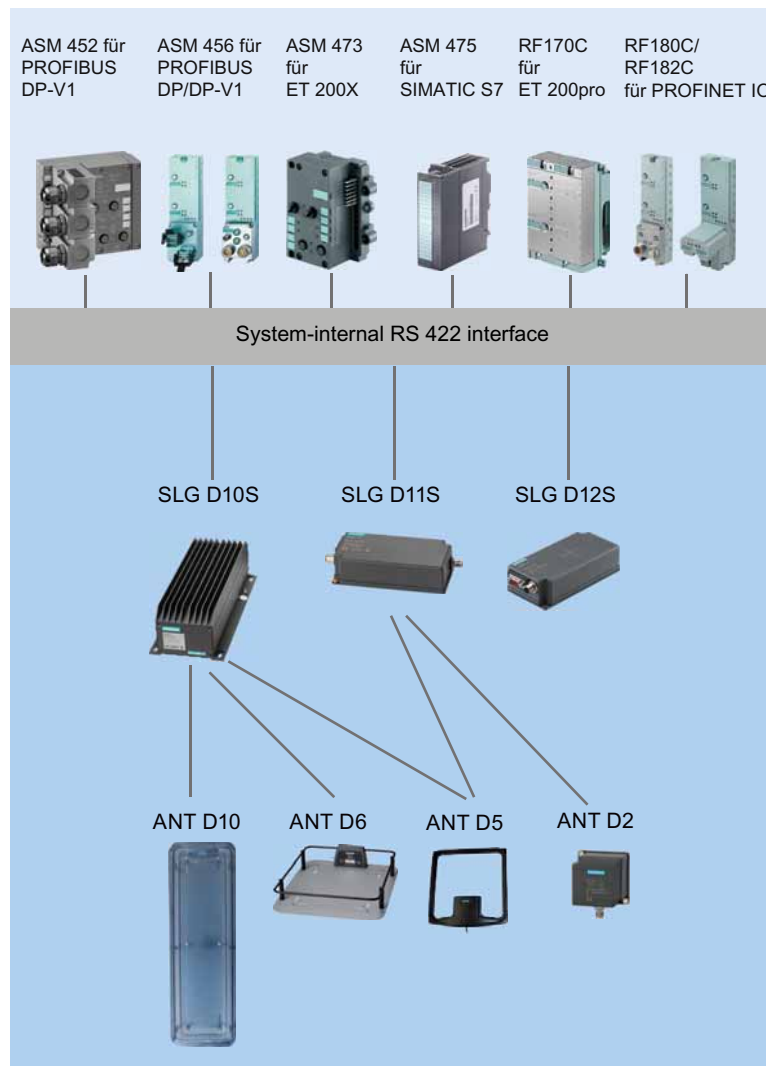 ASM 452 für
PROFIBUS
DP-V1
ASM 456 für
PROFIBUS
DP/DP-V1
ASM 473
für
ET 200X
ASM 475
für
SIMATIC S7
RF170C
für
ET 200pro
RF180C/
RF182C
für PROFINET IO
System-internal RS 422 interface
SLG D10S
SLG D11S
SLG D12S
ANT D10
ANT D6
ANT D5
ANT D2